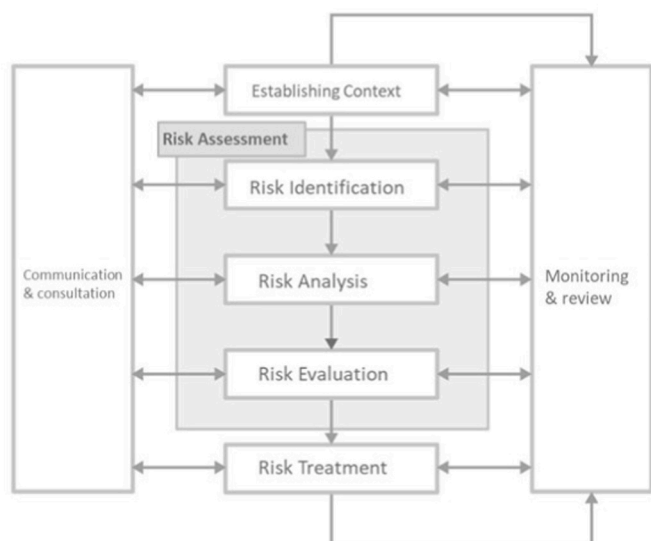 Establishing Context
Risk Assessment
Risk Identification
Communication
& consultation
Risk Analysis
Monitoring
& review
Risk Evaluation
Risk Treatment